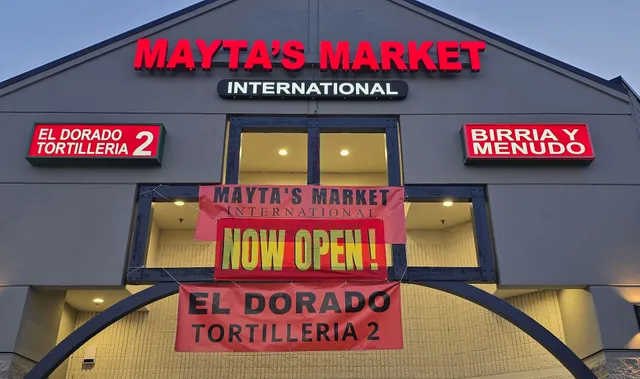 MAYTA'S MARKET
INTERNATIONAL
EL DORADO
TORTILLERIA 2
BIRRIA Y
MENUDO
MAYTA'S MARKET
INTERNATIONAL
NOW OPEN!
EL DORADO
TORTILLERIA 2